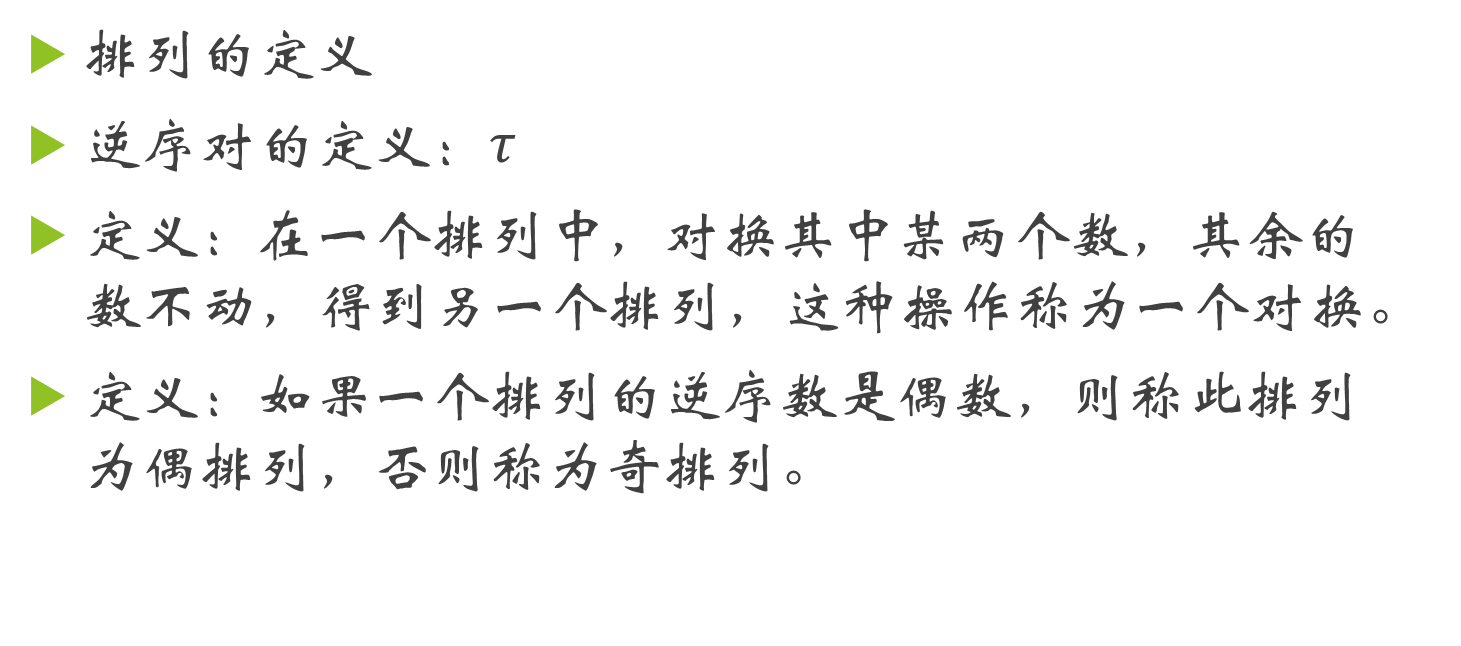 排列的定义
逆序对的定义：τ
定义：在一个排列中，对换其中某两个数，其余的
数不动，得到另一个排列，这种操作称为一个对换。
定义：如果一个排列的逆序数是偶数，则称此排列
为偶排列，否则称为奇排列。